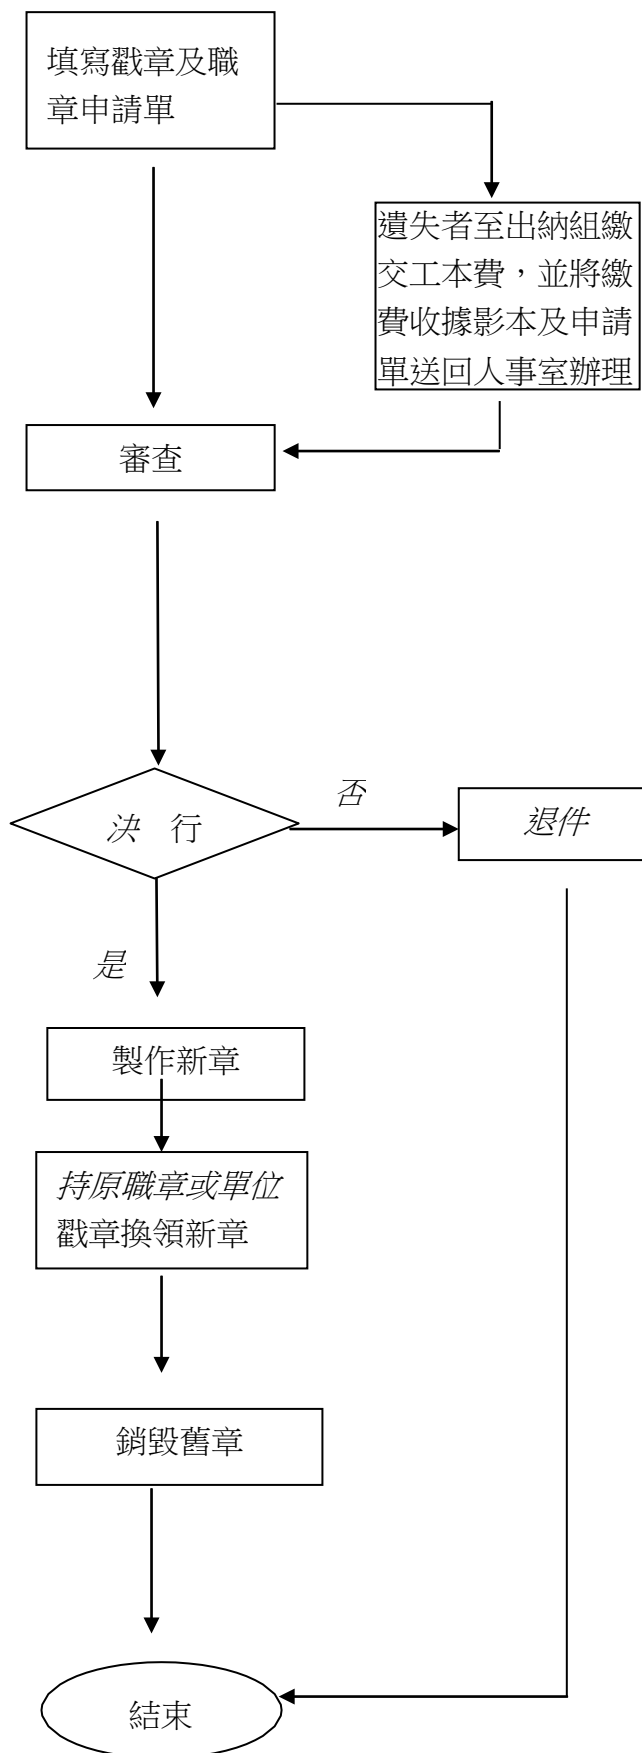 填寫戳章及職
章申請單
遺失者至出納組繳
交工本費，並將繳
費收據影本及申請
單送回人事室辦理
審查
決 行
否
退件
是
製作新章
持原職章或單位
戳章換領新章
銷毀舊章
結束